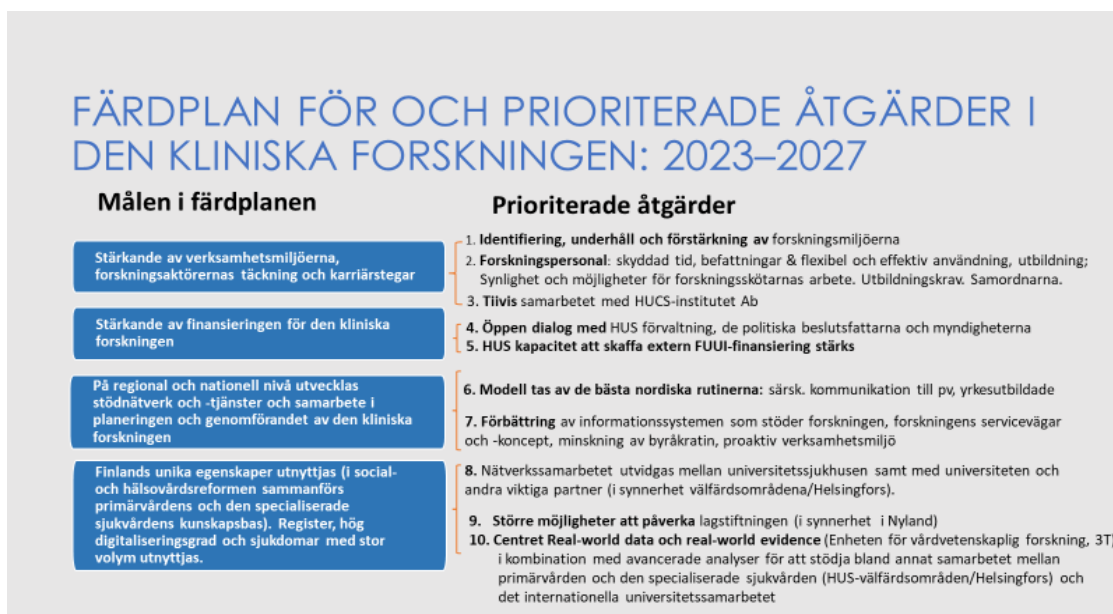 FÄRDPLAN FÖR OCH PRIORITERADE ÅTGÄRDER I
DEN KLINISKA FORSKNINGEN: 2023–2027
Målen i färdplanen
Prioriterade åtgärder
Stärkande av verksamhetsmiljöerna,
forskningsaktörernas täckning och karriärstegar
1. Identifiering, underhåll och förstärkning av forskningsmiljöerna
2. Forskningspersonal: skyddad tid, befattningar & flexibel och effektiv användning, utbildning;
Synlighet och möjligheter för forskningsskötarnas arbete. Utbildningskrav. Samordnarna.
3. Tiivis samarbetet med HUCS-institutet Ab
Stärkande av finansieringen för den kliniska
forskningen
4. Öppen dialog med HUS förvaltning, de politiska beslutsfattarna och myndigheterna
5. HUS kapacitet att skaffa extern FUUI-finansiering stärks
På regional och nationell nivå utvecklas
stödnätverk och -tjänster och samarbete i
planeringen och genomförandet av den kliniska
forskningen
6. Modell tas av de bästa nordiska rutinerna: särsk. kommunikation till pv, yrkesutbildade
7. Förbättring av informationssystemen som stöder forskningen, forskningens servicevägar
och -koncept, minskning av byråkratin, proaktiv verksamhetsmiljö
Finlands unika egenskaper utnyttjas (i social-
och hälsovårdsreformen sammanförs
primärvårdens och den specialiserade
sjukvårdens kunskapsbas). Register, hög
digitaliseringsgrad och sjukdomar med stor
volym utnyttjas.
8. Nätverkssamarbetet utvidgas mellan universitetssjukhusen samt med universiteten och
andra viktiga partner (i synnerhet välfärdsområdena/Helsingfors).
9. Större möjligheter att påverka lagstiftningen (i synnerhet i Nyland)
10. Centret Real-world data och real-world evidence (Enheten för vårdvetenskaplig forskning, 3T)
i kombination med avancerade analyser för att stödja bland annat samarbetet mellan
primärvården och den specialiserade sjukvården (HUS-välfärdsområden/Helsingfors) och
det internationella universitetssamarbetet